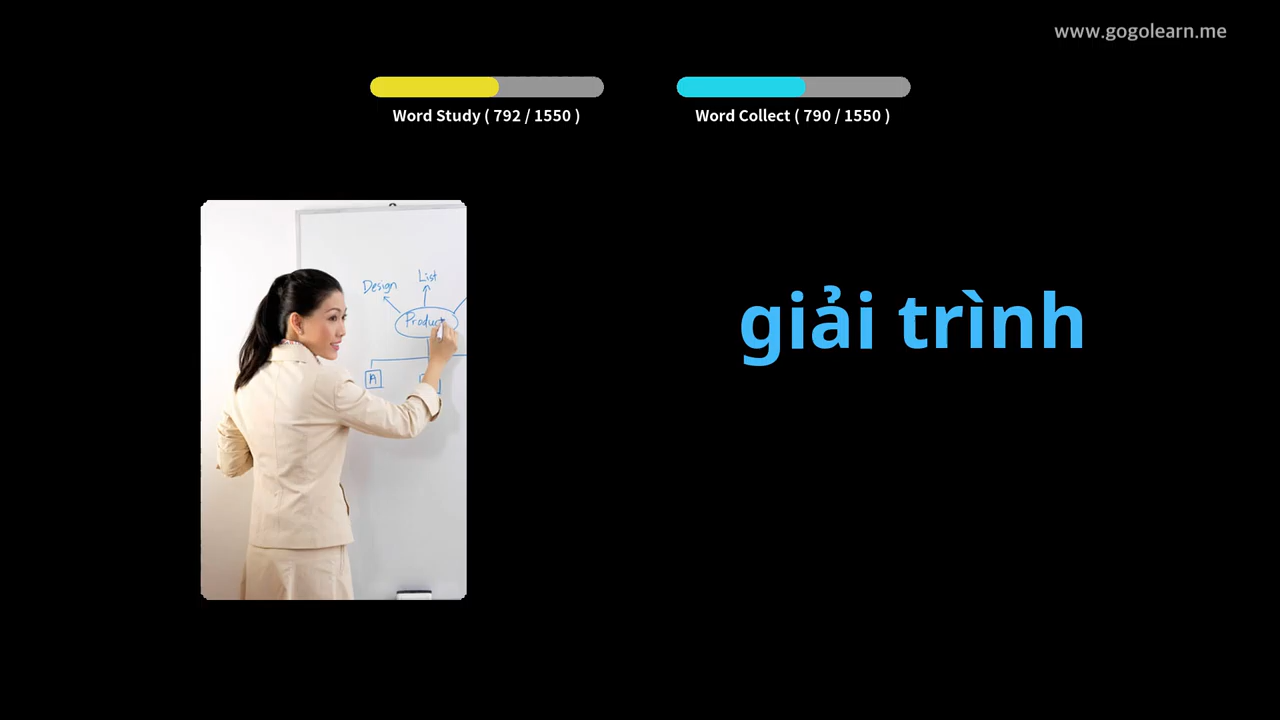 www.gogolearn.me
Word Study ( 792 / 1550 )
Word Collect ( 790 / 1550 )
giải trình
List
Design
Product
A